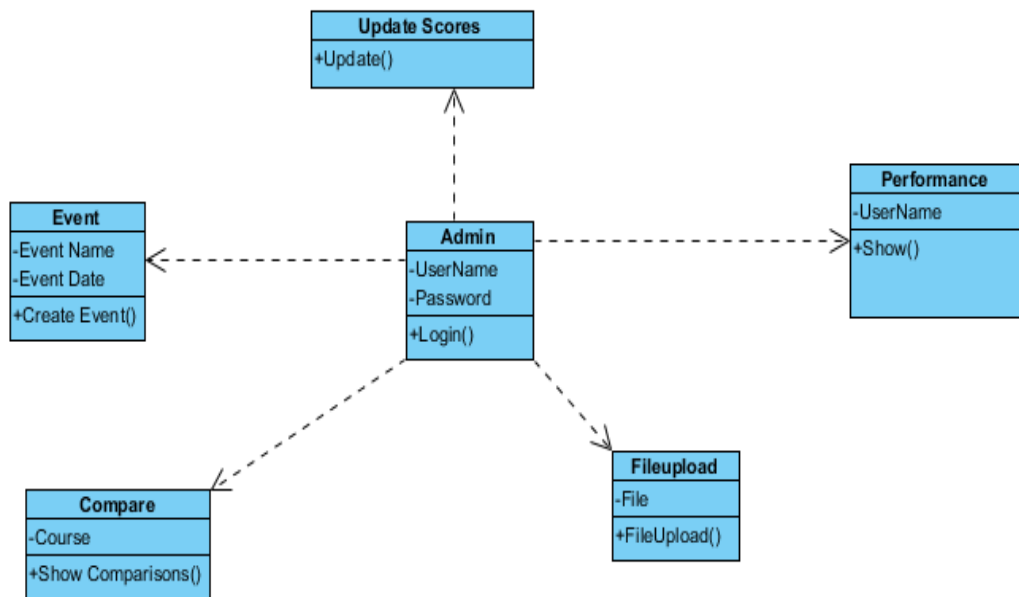 Update Scores
+Update()
Performance
-UserName
+Show()
Event
-Event Name
-Event Date
+Create Event()
Admin
-UserName
-Password
+Login()
Fileupload
-File
+FileUpload()
Compare
-Course
+Show Comparisons()